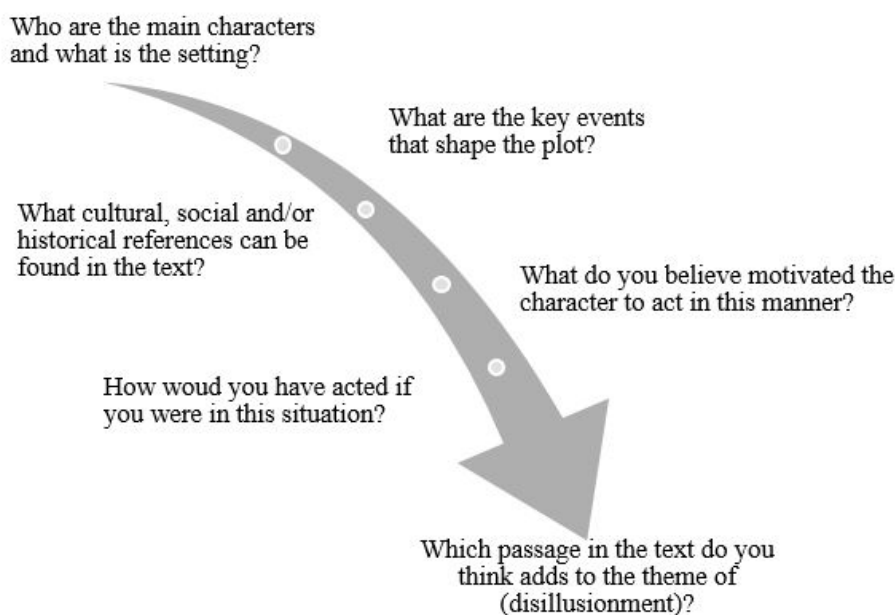 Who are the main characters
and what is the setting?
What are the key events
that shape the plot?
What cultural, social and/or
historical references can be
found in the text?
What do you believe motivated the
character to act in this manner?
How woud you have acted if
you were in this situation?
Which passage in the text do you
think adds to the theme of
(disillusionment)?